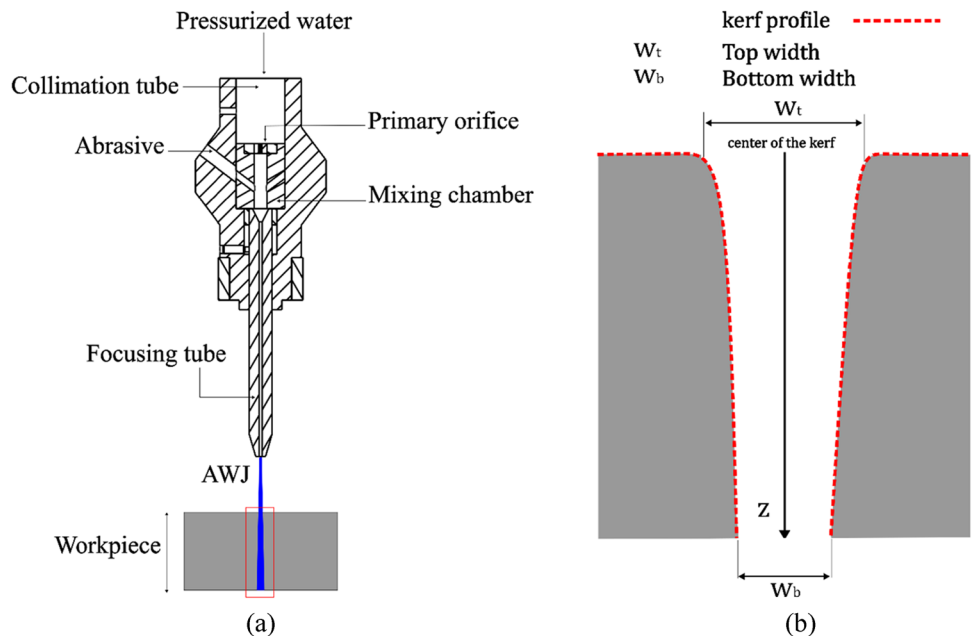 Pressurized water
Collimation tube
Primary orifice
Abrasive
Mixing chamber
Focusing tube
AWJ
Workpiece
(a)
kerf profile
Wt Top width
Wb Bottom width
Wt
center of the kerf
Z
Wb
(b)